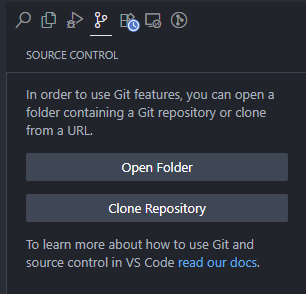 SOURCE CONTROL
In order to use Git features, you can open a
folder containing a Git repository or clone
from a URL.
Open Folder
Clone Repository
To learn more about how to use Git and
source control in VS Code read our docs.